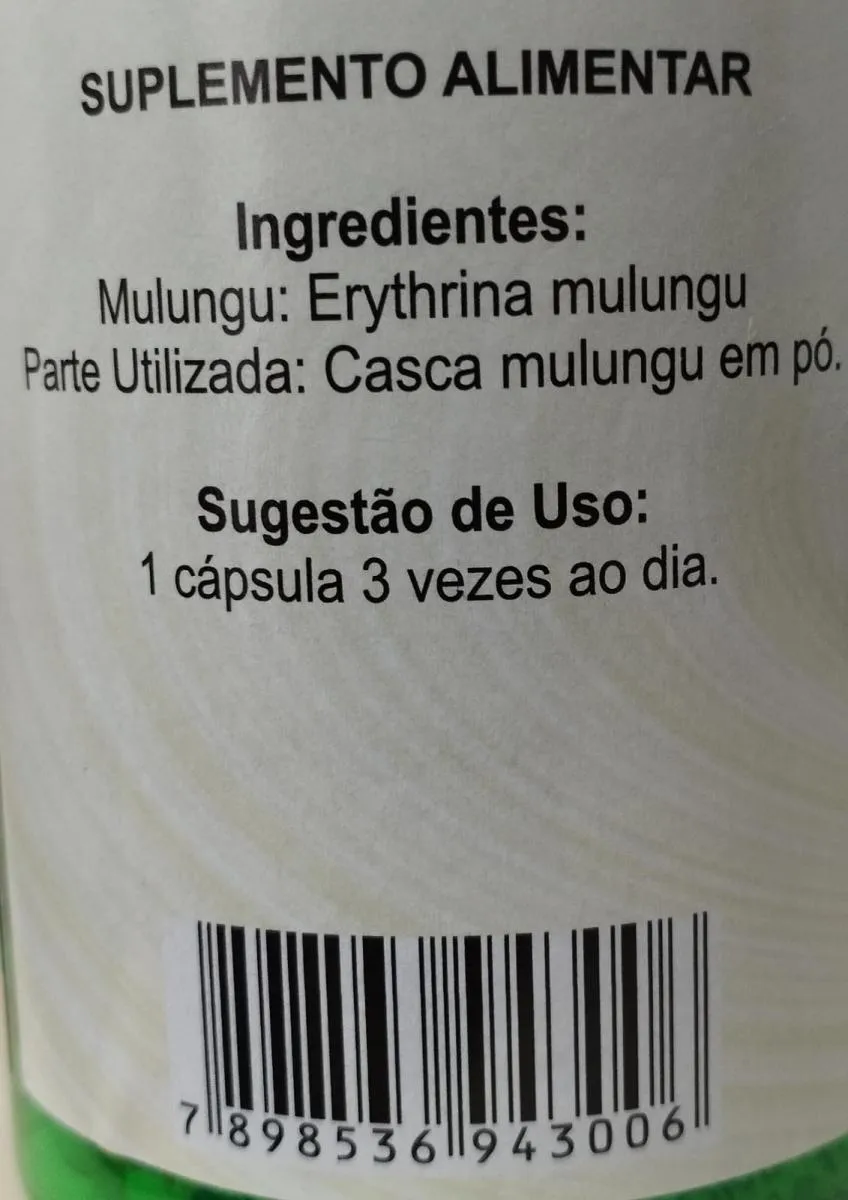 SUPLEMENTO ALIMENTAR
Ingredientes:
Mulungu: Erythrina mulungu
Parte Utilizada: Casca mulungu em pó.
Sugestão de Uso:
1 cápsula 3 vezes ao dia.
7 898536 943006